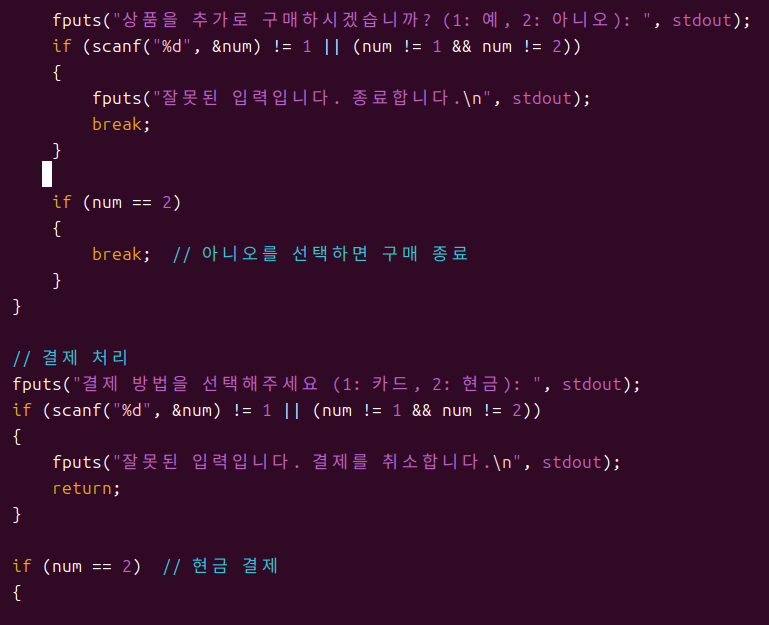 fputs("상품을 추가로 구매하시겠습니까? (1: 예, 2: 아니오): ", stdout);
if (scanf("%d", &num) != 1 || (num != 1 && num != 2))
{
fputs("잘못된 입력입니다. 종료합니다.\n", stdout);
break;
}
if (num == 2)
{
break;  // 아니오를 선택하면 구매 종료
}
}
// 결제 처리
fputs("결제 방법을 선택해주세요 (1: 카드, 2: 현금): ", stdout);
if (scanf("%d", &num) != 1 || (num != 1 && num != 2))
{
fputs("잘못된 입력입니다. 결제를 취소합니다.\n", stdout);
return;
}
if (num == 2)  // 현금 결제
{